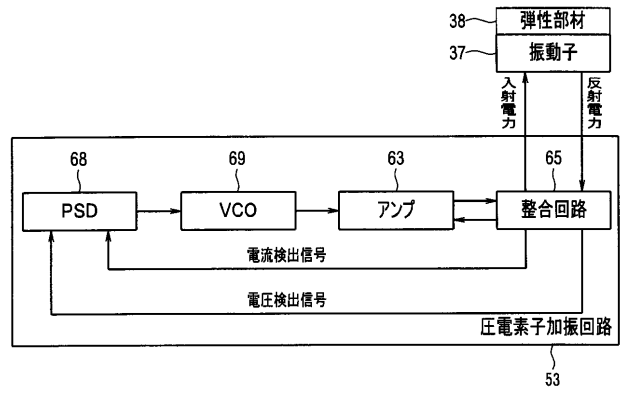 38
弾性部材
37
振動子
入射電力
反射電力
68
69
63
65
PSD
VCO
アンプ
整合回路
電流検出信号
電圧検出信号
圧電素子加振回路
53